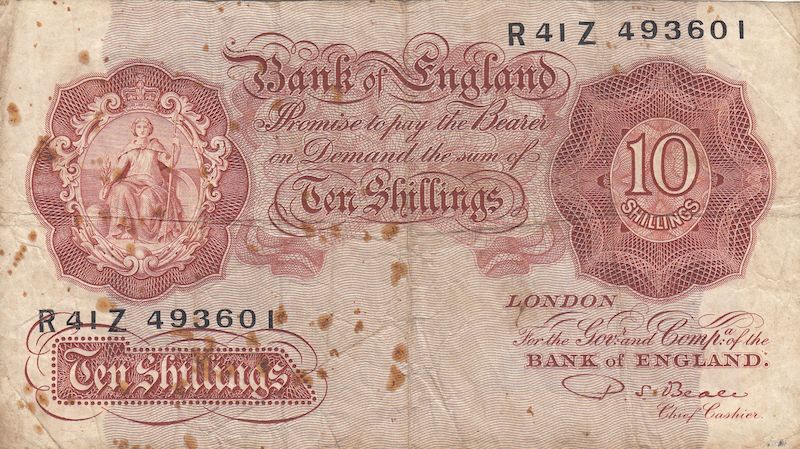 R41Z 493601
Bank of England
Promise to pay the Bearer
on Demand the sum of
Ten Shillings
10
SHILLINGS
R41Z 493601
Ten Shillings
LONDON
For the Govr. and Compa. of the
BANK of ENGLAND.
P. S. Beale
Chief Cashier.